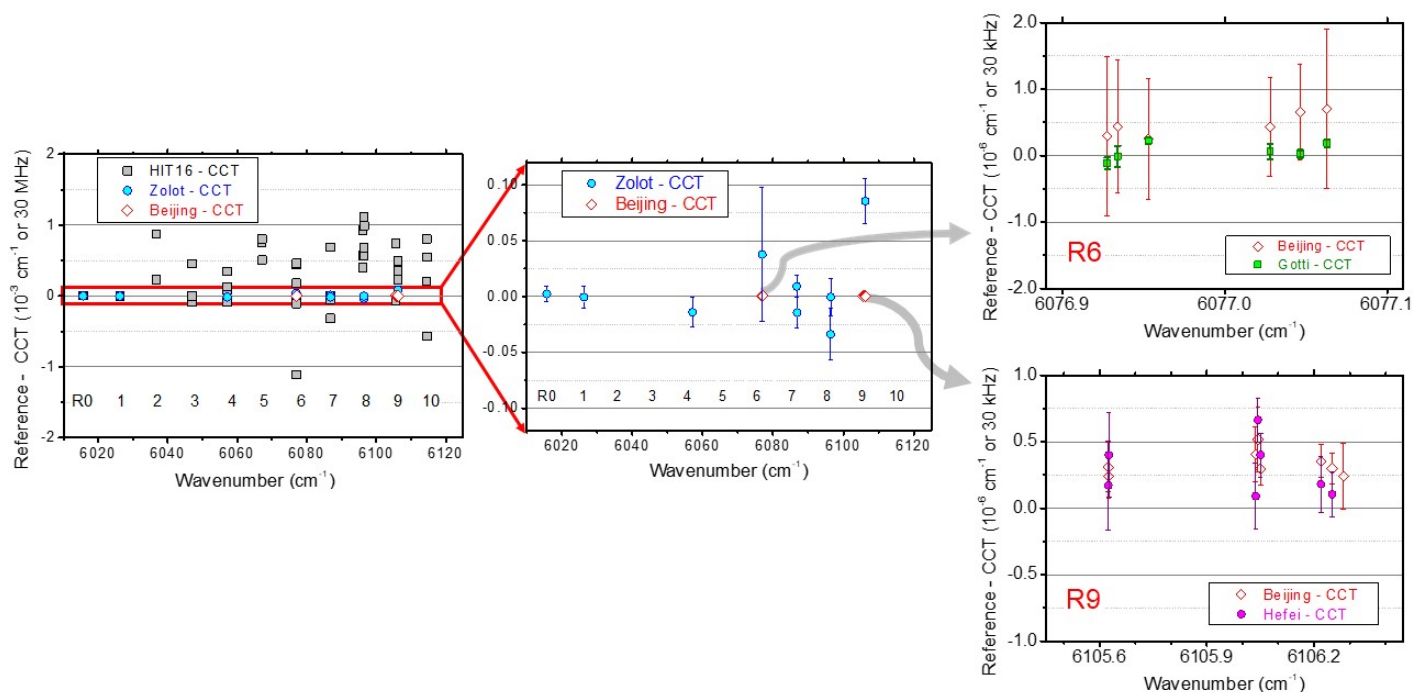 Reference - CCT (10⁻³ cm⁻¹ or 30 MHz)
2
1
0
-1
-2
HIT16 - CCT
Zolot - CCT
Beijing - CCT
R0 1 2 3 4 5 6 7 8 9 10
6020 6040 6060 6080 6100 6120
Wavenumber (cm⁻¹)
0.10
0.05
0.00
-0.05
-0.10
Zolot - CCT
Beijing - CCT
R0 1 2 3 4 5 6 7 8 9 10
6020 6040 6060 6080 6100 6120
Wavenumber (cm⁻¹)
Reference - CCT (10⁻⁶ cm⁻¹ or 30 kHz)
2.0
1.0
0.0
-1.0
-2.0
R6
Beijing - CCT
Gotti - CCT
6076.9 6077.0 6077.1
Wavenumber (cm⁻¹)
Reference - CCT (10⁻⁶ cm⁻¹ or 30 kHz)
1.0
0.5
0.0
-0.5
-1.0
R9
Beijing - CCT
Hefei - CCT
6105.6 6105.9 6106.2
Wavenumber (cm⁻¹)